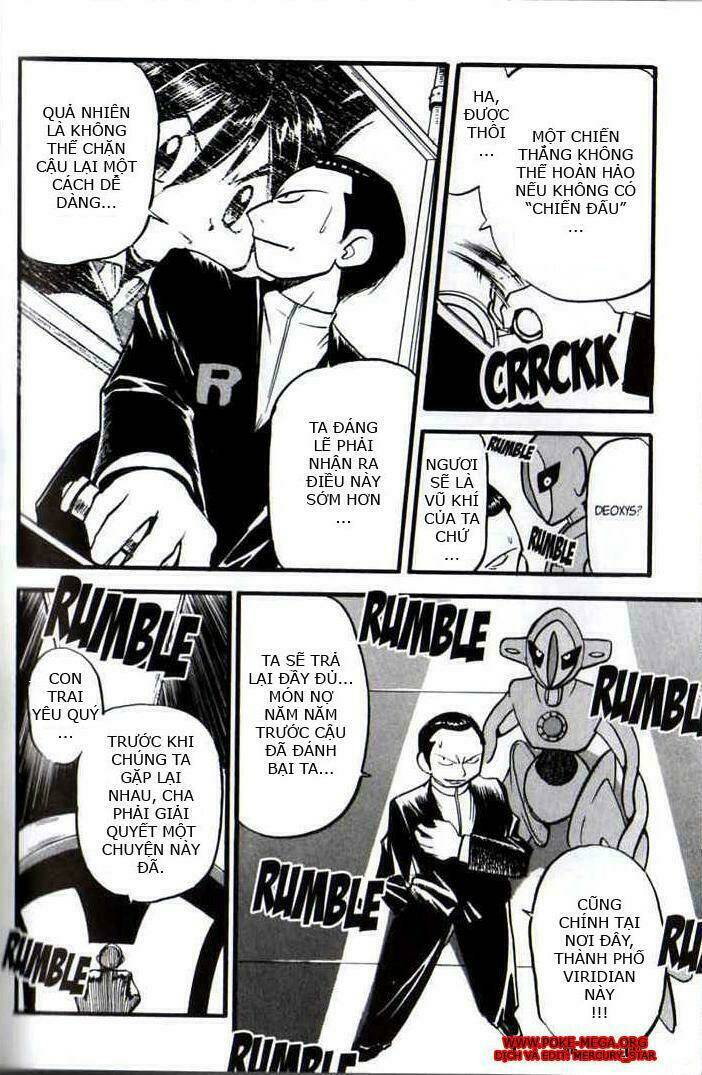 QUẢ NHIÊN
LÀ KHÔNG
THỂ CHẶN
CẬU LẠI MỘT
CÁCH DỄ
DÀNG...
R
TA ĐÁNG
LẼ PHẢI
NHẬN RA
ĐIỀU NÀY
SỚM HƠN
...
HA,
ĐƯỢC
THÔI
...
MỘT CHIẾN
THẮNG KHÔNG
THỂ HOÀN HẢO
NẾU KHÔNG CÓ
“CHIẾN ĐẤU”
...
CRRCKK
RUMBLE
NGƯƠI
SẼ LÀ
VŨ KHÍ
CỦA TA
CHỨ
...
DEOXYS?
RUMBLE
RUMBLE
CON
TRAI
YÊU QUÝ
...
TRƯỚC KHI
CHÚNG TA
GẶP LẠI
NHAU, CHA
PHẢI GIẢI
QUYẾT MỘT
CHUYỆN NÀY
ĐÃ.
RUMBLE
RUMBLE
TA SẼ TRẢ
LẠI ĐẦY ĐỦ...
MÓN NỢ
NĂM NĂM
TRƯỚC CẬU
ĐÃ ĐÁNH
BẠI TA...
RUMBLE
RUMBLE
RUMBLE
CŨNG
CHÍNH TẠI
NƠI ĐÂY,
THÀNH PHỐ
VIRIDIAN
NÀY
!!!
RUMBLE
RUMBLE
WWW.POKE-MEGA.ORG
DỊCH VÀ EDIT: MERCURY_STAR